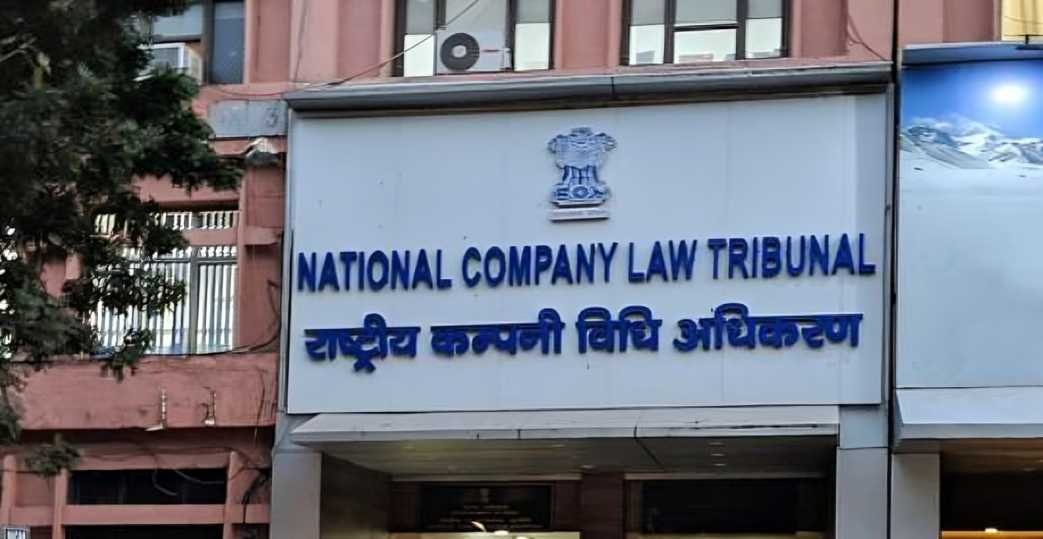 NATIONAL COMPANY LAW TRIBUNAL
राष्ट्रीय कम्पनी विधि अधिकरण